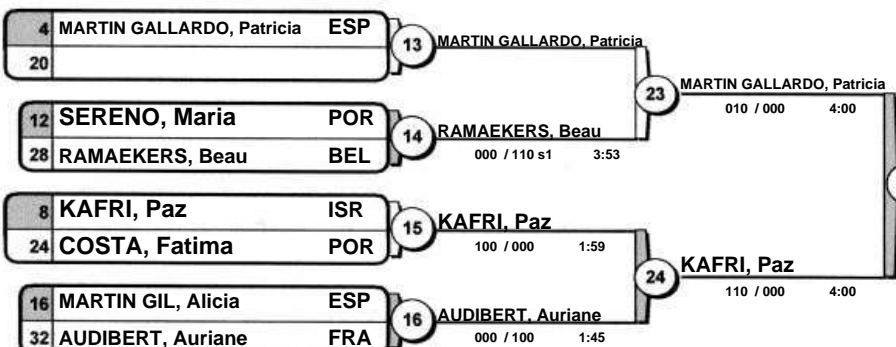 4 MARTIN GALLARDO, Patricia ESP
20
13 MARTIN GALLARDO, Patricia
12 SERENO, Maria POR
28 RAMAEKERS, Beau BEL
14 RAMAEKERS, Beau
000 / 110 s1 3:53
23 MARTIN GALLARDO, Patricia
010 / 000 4:00
8 KAFRI, Paz ISR
24 COSTA, Fatima POR
15 KAFRI, Paz
100 / 000 1:59
16 MARTIN GIL, Alicia ESP
32 AUDIBERT, Auriane FRA
16 AUDIBERT, Auriane
000 / 100 1:45
24 KAFRI, Paz
110 / 000 4:00